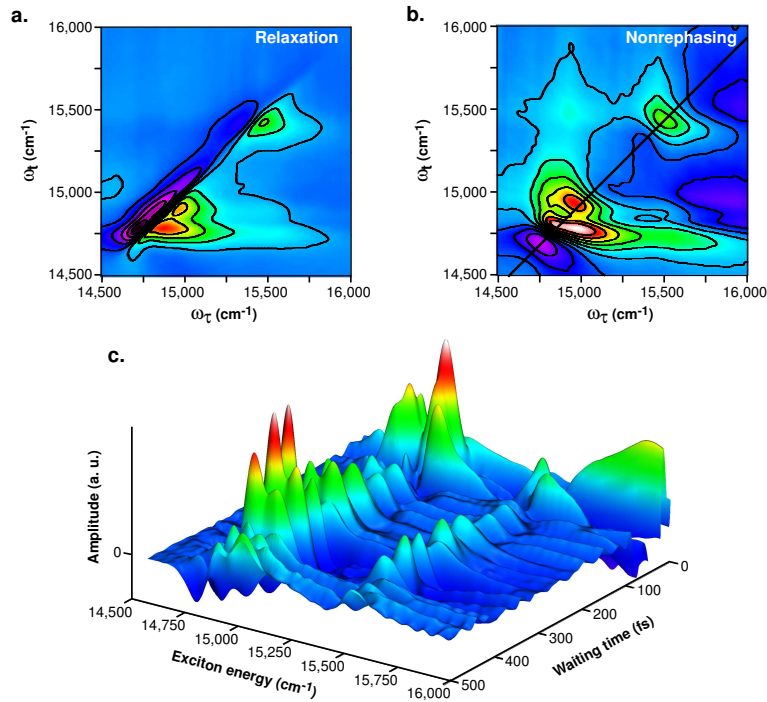 a.
16,000
15,500
15,000
14,500
ωt (cm-1)
Relaxation
14,500
15,000
15,500
16,000
ωτ (cm-1)
b.
16,000
15,500
15,000
14,500
ωt (cm-1)
Nonrephasing
14,500
15,000
15,500
16,000
ωτ (cm-1)
c.
Amplitude (a. u.)
0
14,500
14,750
15,000
15,250
15,500
15,750
16,000
Exciton energy (cm-1)
0
100
200
300
400
500
Waiting time (fs)